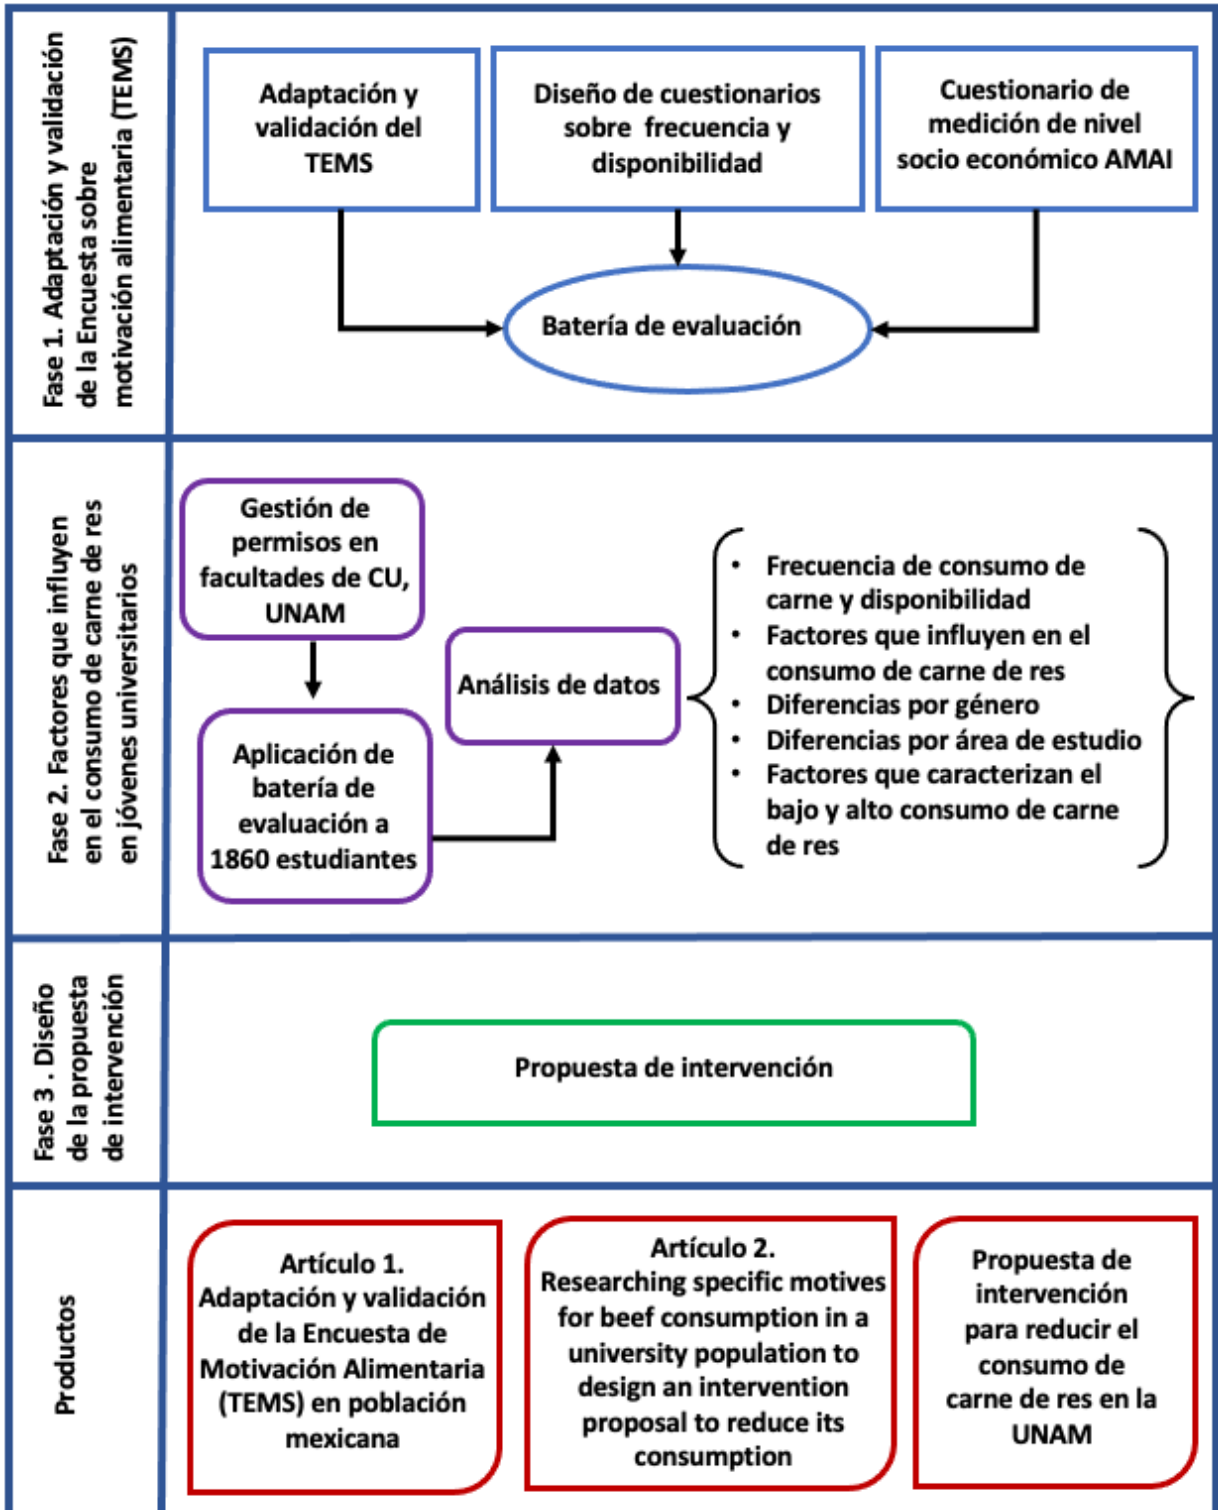 Fase 1. Adaptación y validación
de la Encuesta sobre
motivación alimentaria (TEMS)
Adaptación y
validación del
TEMS
Diseño de cuestionarios
sobre frecuencia y
disponibilidad
Cuestionario de
medición de nivel
socio económico AMAI
Batería de evaluación
Fase 2. Factores que influyen
en el consumo de carne de res
en jóvenes universitarios
Gestión de
permisos en
facultades de CU,
UNAM
Aplicación de
batería de
evaluación a
1860 estudiantes
Análisis de datos
• Frecuencia de consumo de
carne y disponibilidad
• Factores que influyen en el
consumo de carne de res
• Diferencias por género
• Diferencias por área de estudio
• Factores que caracterizan el
bajo y alto consumo de carne
de res
Fase 3 . Diseño
de la propuesta
de intervención
Propuesta de intervención
Productos
Artículo 1.
Adaptación y validación
de la Encuesta de
Motivación Alimentaria
(TEMS) en población
mexicana
Artículo 2.
Researching specific motives
for beef consumption in a
university population to
design an intervention
proposal to reduce its
consumption
Propuesta de
intervención
para reducir el
consumo de
carne de res en la
UNAM